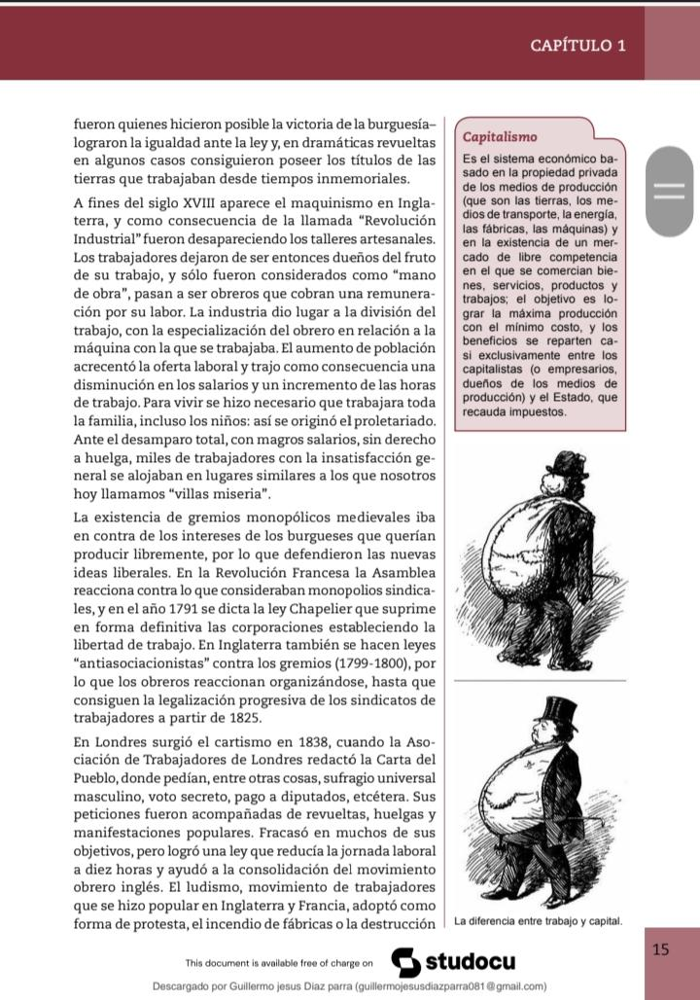 CAPÍTULO 1
fueron quienes hicieron posible la victoria de la burguesía–
lograron la igualdad ante la ley y, en dramáticas revueltas
en algunos casos consiguieron poseer los títulos de las
tierras que trabajaban desde tiempos inmemoriales.
A fines del siglo XVIII aparece el maquinismo en Ingla-
terra, y como consecuencia de la llamada “Revolución
Industrial” fueron desapareciendo los talleres artesanales.
Los trabajadores dejaron de ser entonces dueños del fruto
de su trabajo, y sólo fueron considerados como “mano
de obra”, pasan a ser obreros que cobran una remunera-
ción por su labor. La industria dio lugar a la división del
trabajo, con la especialización del obrero en relación a la
máquina con la que se trabajaba. El aumento de población
acrecentó la oferta laboral y trajo como consecuencia una
disminución en los salarios y un incremento de las horas
de trabajo. Para vivir se hizo necesario que trabajara toda
la familia, incluso los niños: así se originó el proletariado.
Ante el desamparo total, con magros salarios, sin derecho
a huelga, miles de trabajadores con la insatisfacción ge-
neral se alojaban en lugares similares a los que nosotros
hoy llamamos “villas miseria”.
La existencia de gremios monopólicos medievales iba
en contra de los intereses de los burgueses que querían
producir libremente, por lo que defendieron las nuevas
ideas liberales. En la Revolución Francesa la Asamblea
reacciona contra lo que consideraban monopolios sindica-
les, y en el año 1791 se dicta la ley Chapelier que suprime
en forma definitiva las corporaciones estableciendo la
libertad de trabajo. En Inglaterra también se hacen leyes
“antiasociacionistas” contra los gremios (1799-1800), por
lo que los obreros reaccionan organizándose, hasta que
consiguen la legalización progresiva de los sindicatos de
trabajadores a partir de 1825.
En Londres surgió el cartismo en 1838, cuando la Aso-
ciación de Trabajadores de Londres redactó la Carta del
Pueblo, donde pedían, entre otras cosas, sufragio universal
masculino, voto secreto, pago a diputados, etcétera. Sus
peticiones fueron acompañadas de revueltas, huelgas y
manifestaciones populares. Fracasó en muchos de sus
objetivos, pero logró una ley que reducía la jornada laboral
a diez horas y ayudó a la consolidación del movimiento
obrero inglés. El ludismo, movimiento de trabajadores
que se hizo popular en Inglaterra y Francia, adoptó como
forma de protesta, el incendio de fábricas o la destrucción
Capitalismo
Es el sistema económico ba-
sado en la propiedad privada
de los medios de producción
(que son las tierras, los me-
dios de transporte, la energía,
las fábricas, las máquinas) y
en la existencia de un mer-
cado de libre competencia
en el que se comercian bie-
nes, servicios, productos y
trabajos; el objetivo es lo-
grar la máxima producción
con el mínimo costo, y los
beneficios se reparten ca-
si exclusivamente entre los
capitalistas (o empresarios,
dueños de los medios de
producción) y el Estado, que
recauda impuestos.
La diferencia entre trabajo y capital.
15
This document is available free of charge on
studocu
Descargado por Guillermo jesus Diaz parra (guillermojesusdiazparra081@gmail.com)